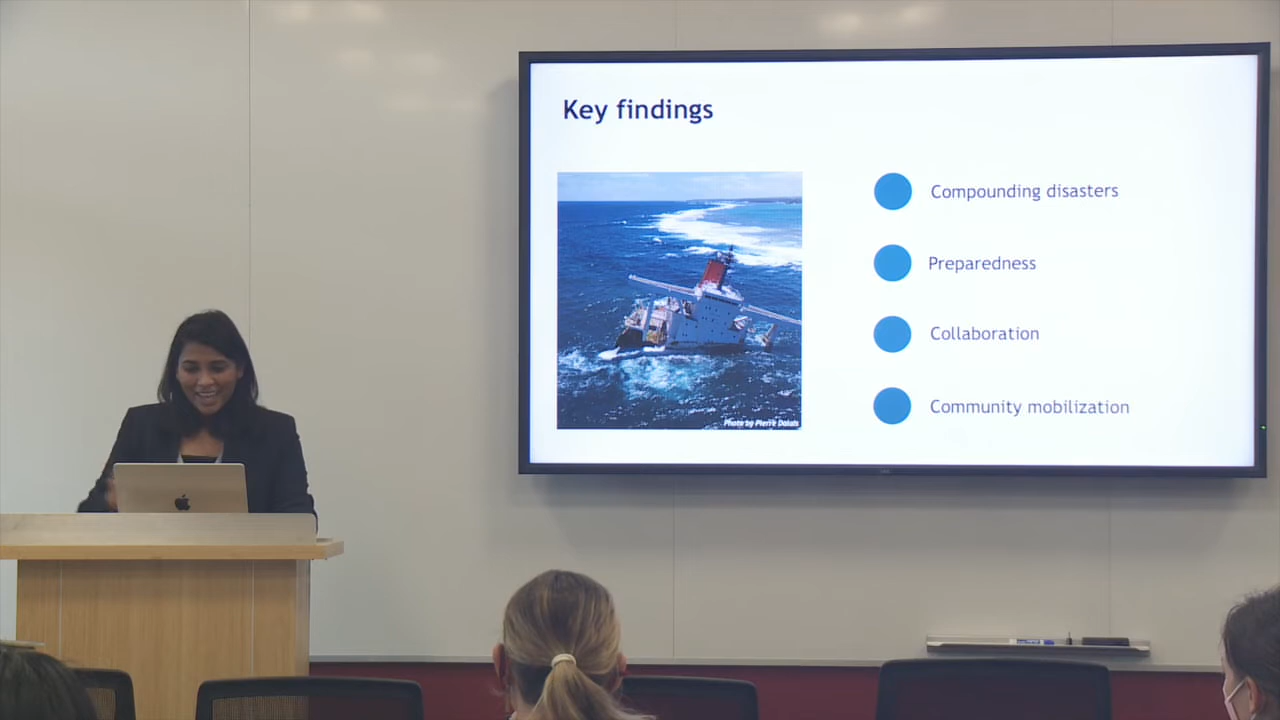 Key findings
Compounding disasters
Preparedness
Collaboration
Community mobilization
Photo by Pierre Dalais